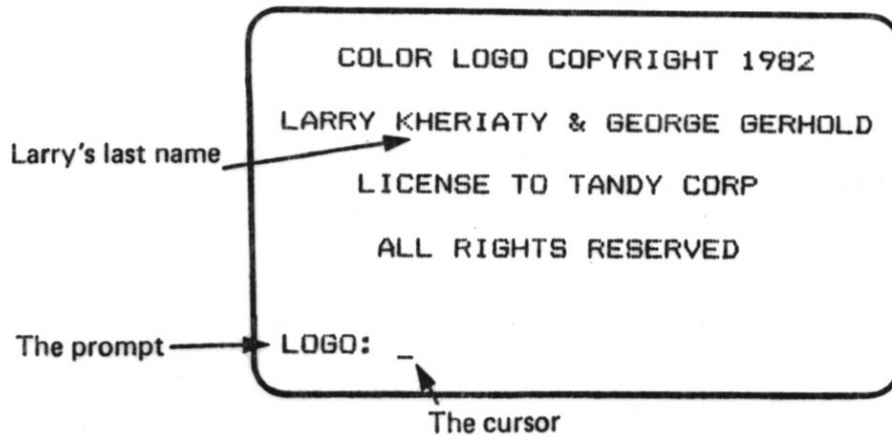 COLOR LOGO COPYRIGHT 1982
LARRY KHERIATY & GEORGE GERHOLD
Larry's last name
LICENSE TO TANDY CORP
ALL RIGHTS RESERVED
The prompt
LOGO: _
The cursor